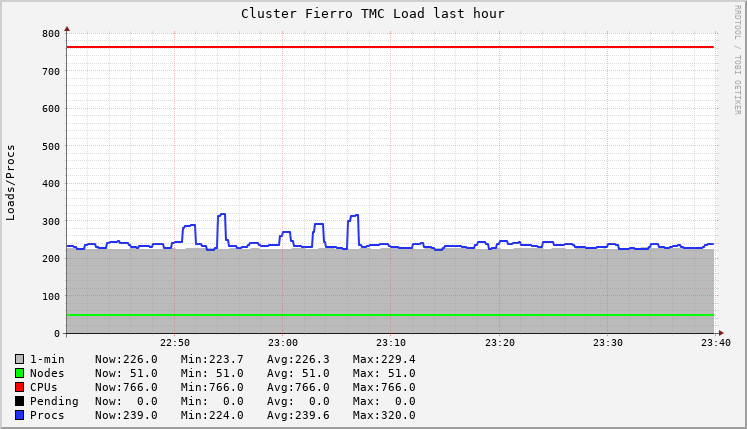 Cluster Fierro TMC Load last hour
RRDTOOL / TOBI OETIKER
Loads/Procs
800
700
600
500
400
300
200
100
0
22:50 23:00 23:10 23:20 23:30 23:40
1-min Now:226.0 Min:223.7 Avg:226.3 Max:229.4
Nodes Now: 51.0 Min: 51.0 Avg: 51.0 Max: 51.0
CPUs Now:766.0 Min:766.0 Avg:766.0 Max:766.0
Pending Now: 0.0 Min: 0.0 Avg: 0.0 Max: 0.0
Procs Now:239.0 Min:224.0 Avg:239.6 Max:320.0